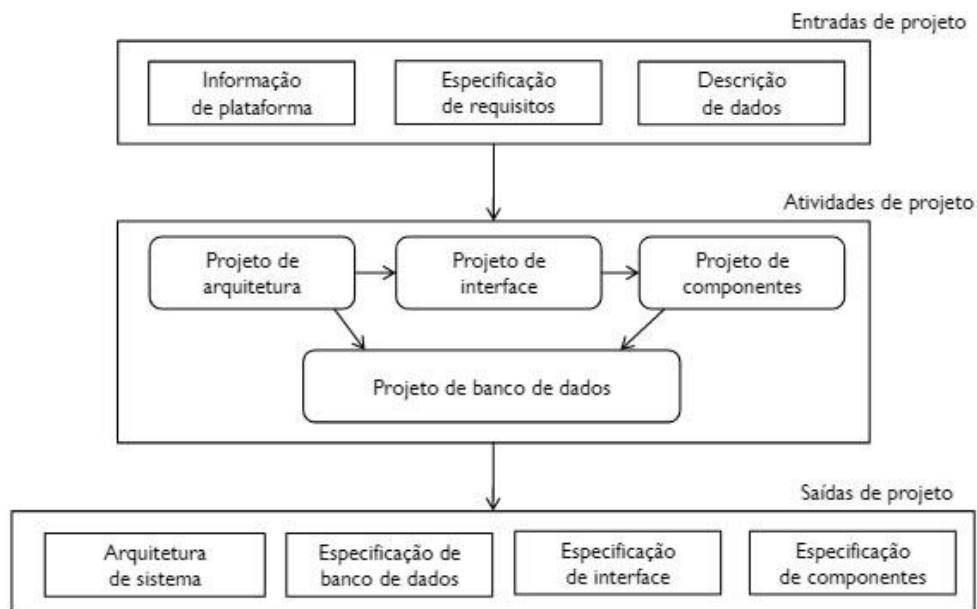 Entradas de projeto
Informação
de plataforma
Especificação
de requisitos
Descrição
de dados
Atividades de projeto
Projeto de
arquitetura
Projeto de
interface
Projeto de
componentes
Projeto de banco de dados
Saídas de projeto
Arquitetura
de sistema
Especificação de
banco de dados
Especificação
de interface
Especificação
de componentes